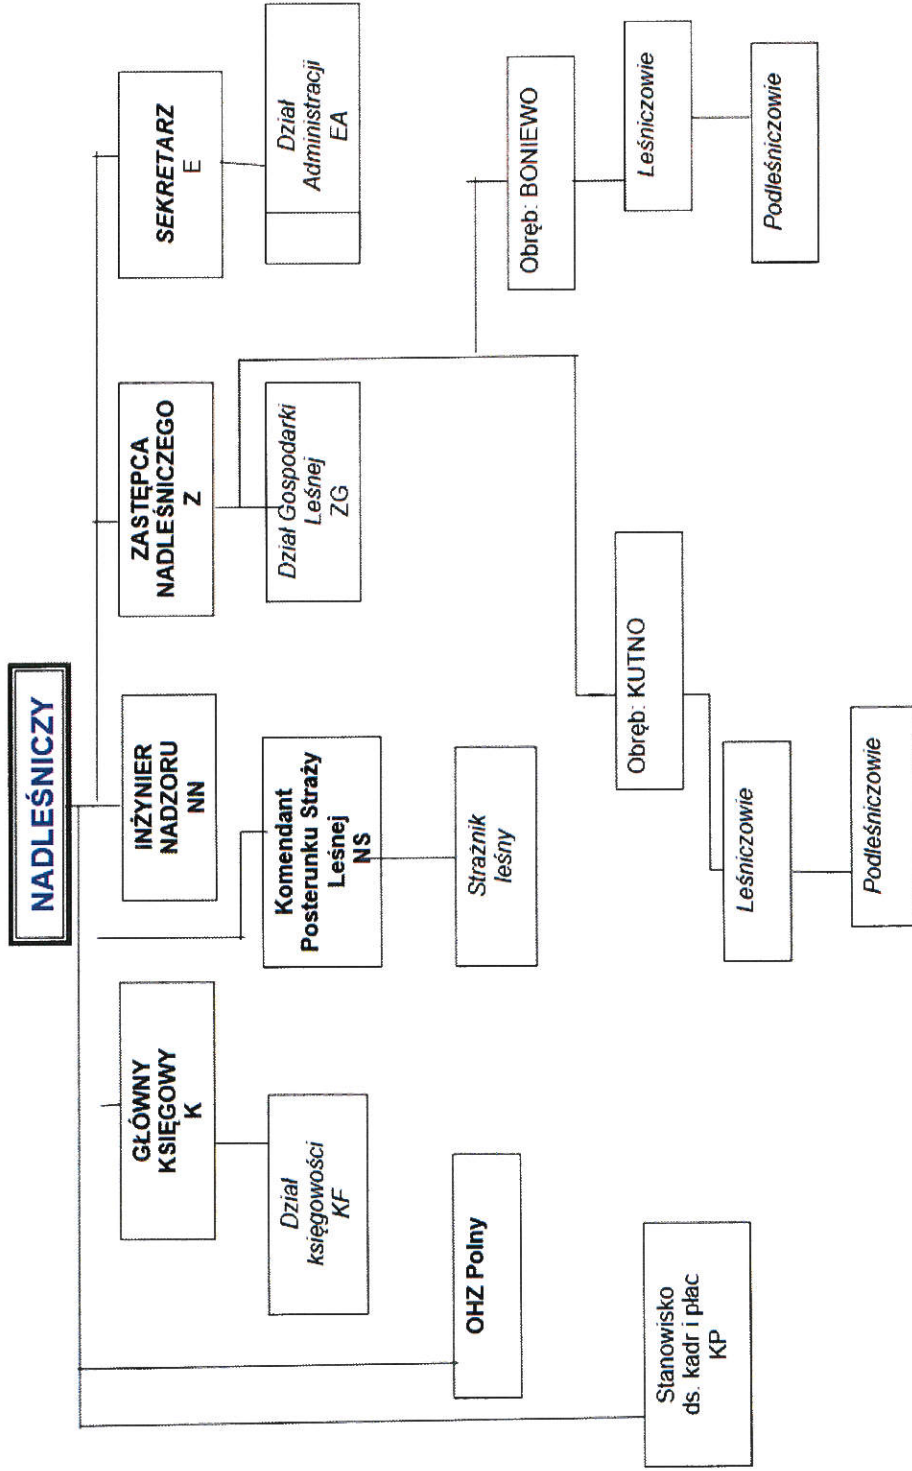 NADLEŚNICZY
GŁÓWNY
KSIĘGOWY
K
INŻYNIER
NADZORU
NN
ZASTĘPCA
NADLEŚNICZEGO
Z
SEKRETARZ
E
Dział
księgowości
KF
Komendant
Posterunku Straży
Leśnej
NS
Dział Gospodarki
Leśnej
ZG
Dział
Administracji
EA
OHZ Polny
Strażnik
leśny
Obręb: BONIEWO
Stanowisko
ds. kadr i płac
KP
Obręb: KUTNO
Leśniczowie
Leśniczowie
Podleśniczowie
Podleśniczowie